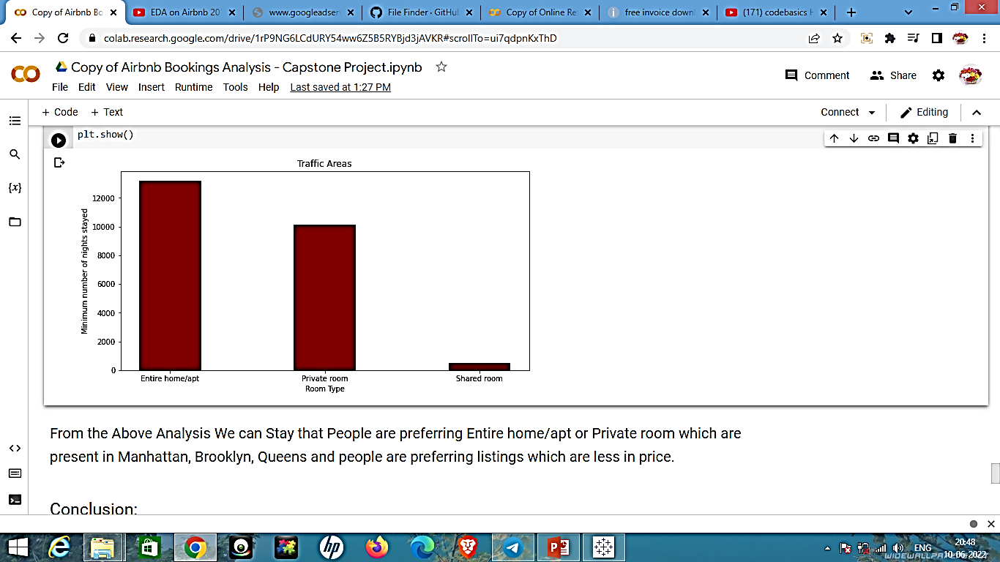 Copy of Airbnb Bo
EDA on Airbnb 20
www.googleadser
File Finder · GitHu
Copy of Online Re
free invoice down
(171) codebasics
colab.research.google.com/drive/1rP9NG6LCdURY54ww6Z5B5RYBjd3jAVKR#scrollTo=ui7qdpnKxThD
Copy of Airbnb Bookings Analysis - Capstone Project.ipynb
Comment
Share
File Edit View Insert Runtime Tools Help Last saved at 1:27 PM
+ Code + Text
Connect
Editing
{x}
plt.show()
Traffic Areas
Minimum number of nights stayed
12000
10000
8000
6000
4000
2000
0
Entire home/apt Private room Shared room
Room Type
From the Above Analysis We can Stay that People are preferring Entire home/apt or Private room which are
present in Manhattan, Brooklyn, Queens and people are preferring listings which are less in price.
Conclusion:
ENG
20:48
10-06-2022